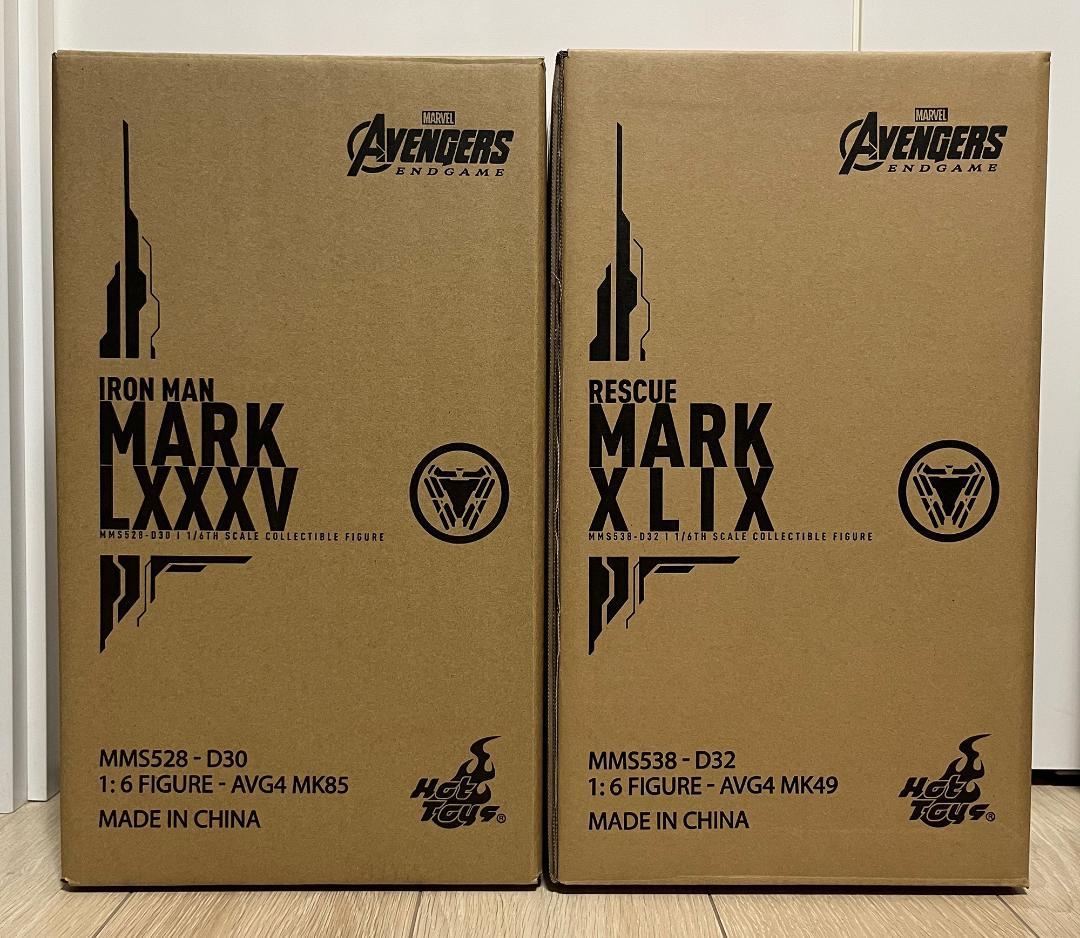 MARVEL
AVENGERS
ENDGAME
IRON MAN
MARK
LXXXV
MMS528-D30 | 1/6TH SCALE COLLECTIBLE FIGURE
MMS528 - D30
1: 6 FIGURE - AVG4 MK85
MADE IN CHINA
Hot
Toys®
MARVEL
AVENGERS
ENDGAME
RESCUE
MARK
XLIX
MMS538-D32 | 1/6TH SCALE COLLECTIBLE FIGURE
MMS538 - D32
1: 6 FIGURE - AVG4 MK49
MADE IN CHINA
Hot
Toys®